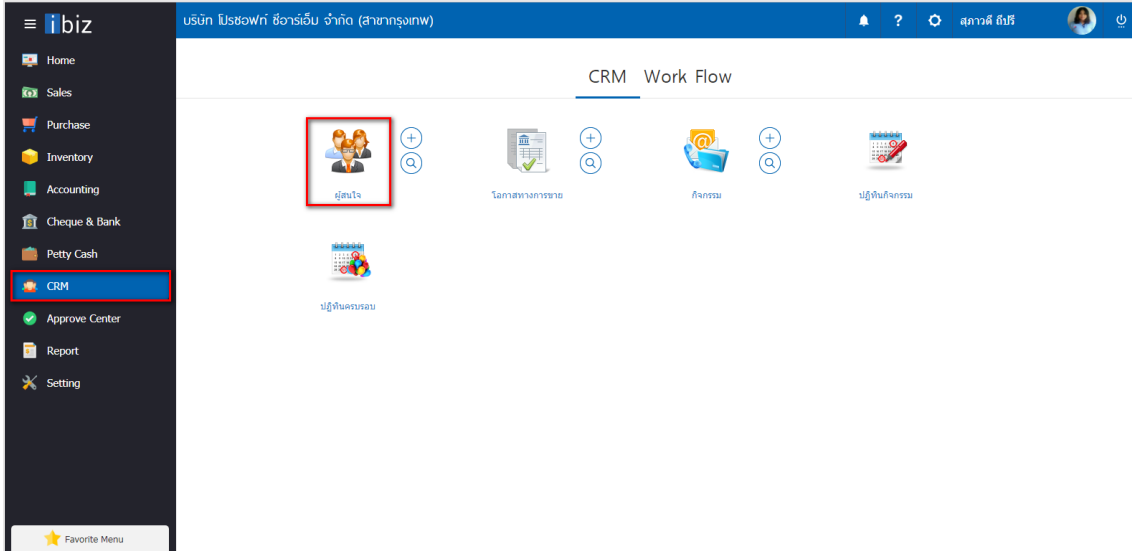 ibiz
บริษัท โปรซอฟท์ ซีอาร์เอ็ม จำกัด (สาขากรุงเทพ)
?
สุภาวดี ถีปรี
Home
Sales
Purchase
Inventory
Accounting
Cheque & Bank
Petty Cash
CRM
Approve Center
Report
Setting
Favorite Menu
CRM Work Flow
ผู้สนใจ
โอกาสทางการขาย
กิจกรรม
ปฏิทินกิจกรรม
ปฏิทินครบรอบ